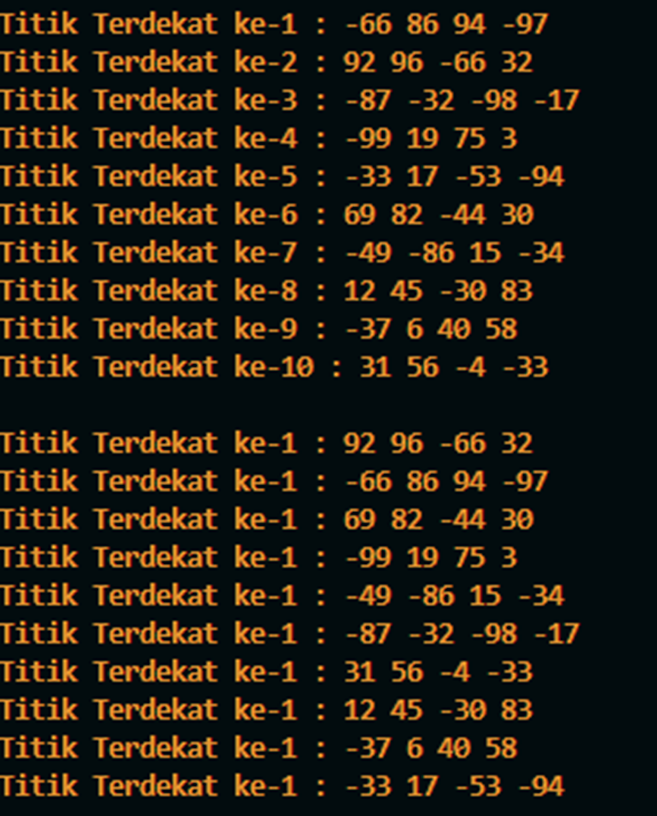 Titik Terdekat ke-1 : -66 86 94 -97
Titik Terdekat ke-2 : 92 96 -66 32
Titik Terdekat ke-3 : -87 -32 -98 -17
Titik Terdekat ke-4 : -99 19 75 3
Titik Terdekat ke-5 : -33 17 -53 -94
Titik Terdekat ke-6 : 69 82 -44 30
Titik Terdekat ke-7 : -49 -86 15 -34
Titik Terdekat ke-8 : 12 45 -30 83
Titik Terdekat ke-9 : -37 6 40 58
Titik Terdekat ke-10 : 31 56 -4 -33
Titik Terdekat ke-1 : 92 96 -66 32
Titik Terdekat ke-1 : -66 86 94 -97
Titik Terdekat ke-1 : 69 82 -44 30
Titik Terdekat ke-1 : -99 19 75 3
Titik Terdekat ke-1 : -49 -86 15 -34
Titik Terdekat ke-1 : -87 -32 -98 -17
Titik Terdekat ke-1 : 31 56 -4 -33
Titik Terdekat ke-1 : 12 45 -30 83
Titik Terdekat ke-1 : -37 6 40 58
Titik Terdekat ke-1 : -33 17 -53 -94